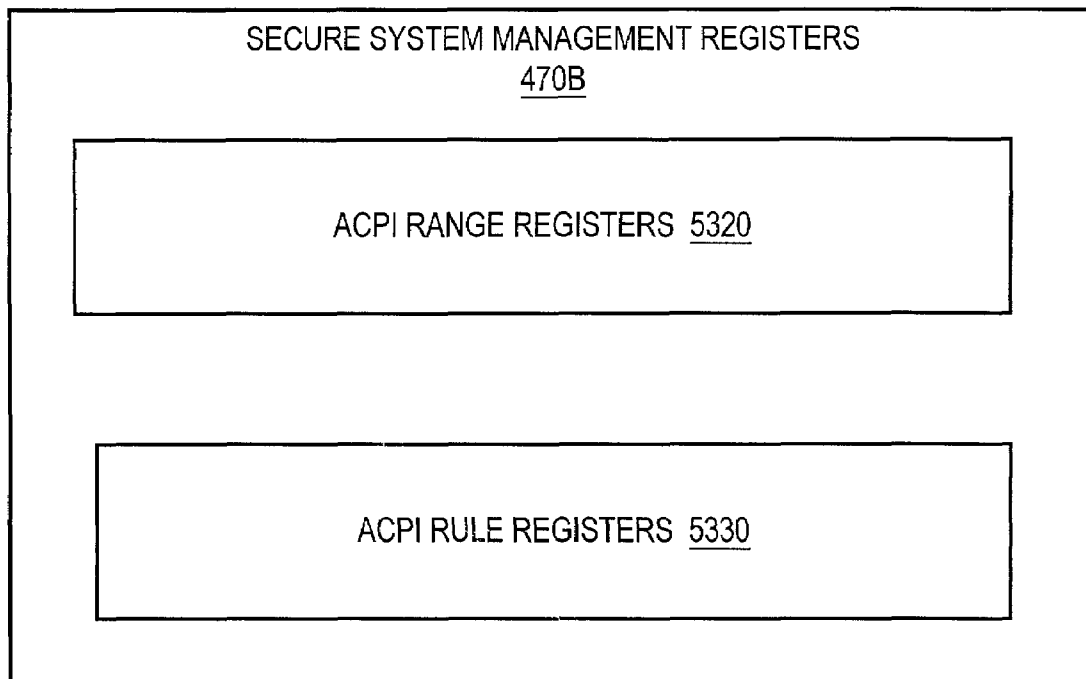 SECURE SYSTEM MANAGEMENT REGISTERS
470B
ACPI RANGE REGISTERS 5320
ACPI RULE REGISTERS 5330